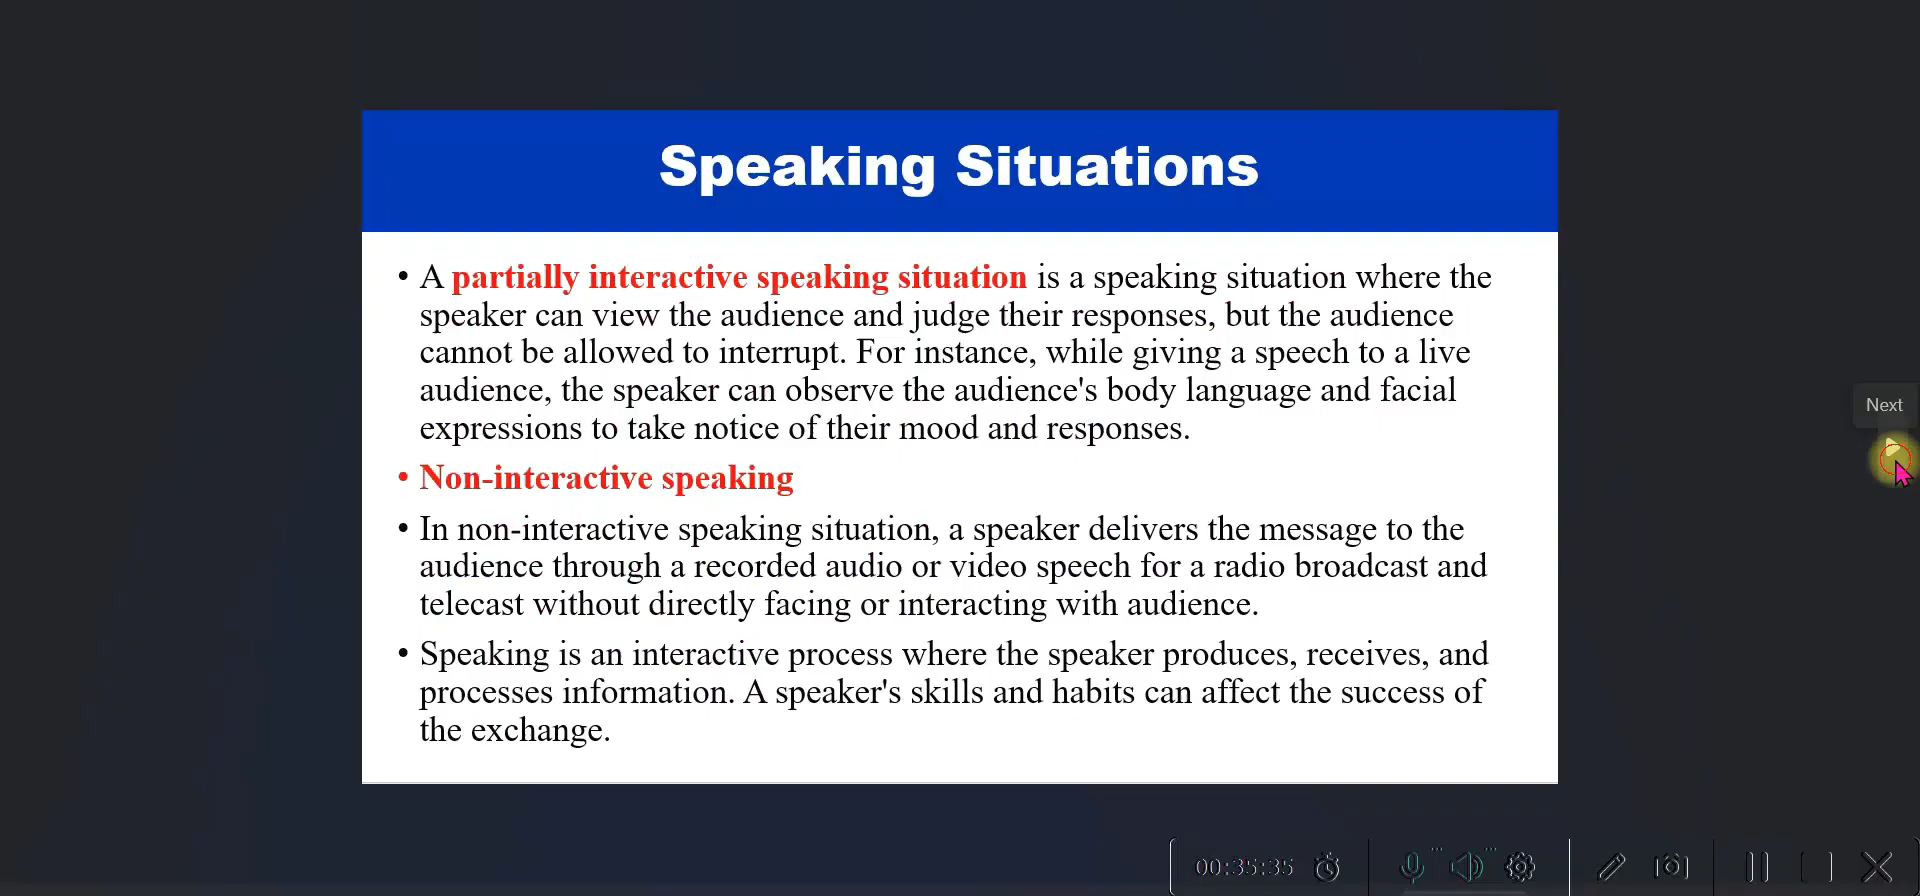 Speaking Situations
• A partially interactive speaking situation is a speaking situation where the
speaker can view the audience and judge their responses, but the audience
cannot be allowed to interrupt. For instance, while giving a speech to a live
audience, the speaker can observe the audience's body language and facial
expressions to take notice of their mood and responses.
• Non-interactive speaking
• In non-interactive speaking situation, a speaker delivers the message to the
audience through a recorded audio or video speech for a radio broadcast and
telecast without directly facing or interacting with audience.
• Speaking is an interactive process where the speaker produces, receives, and
processes information. A speaker's skills and habits can affect the success of
the exchange.
Next
00:35:35